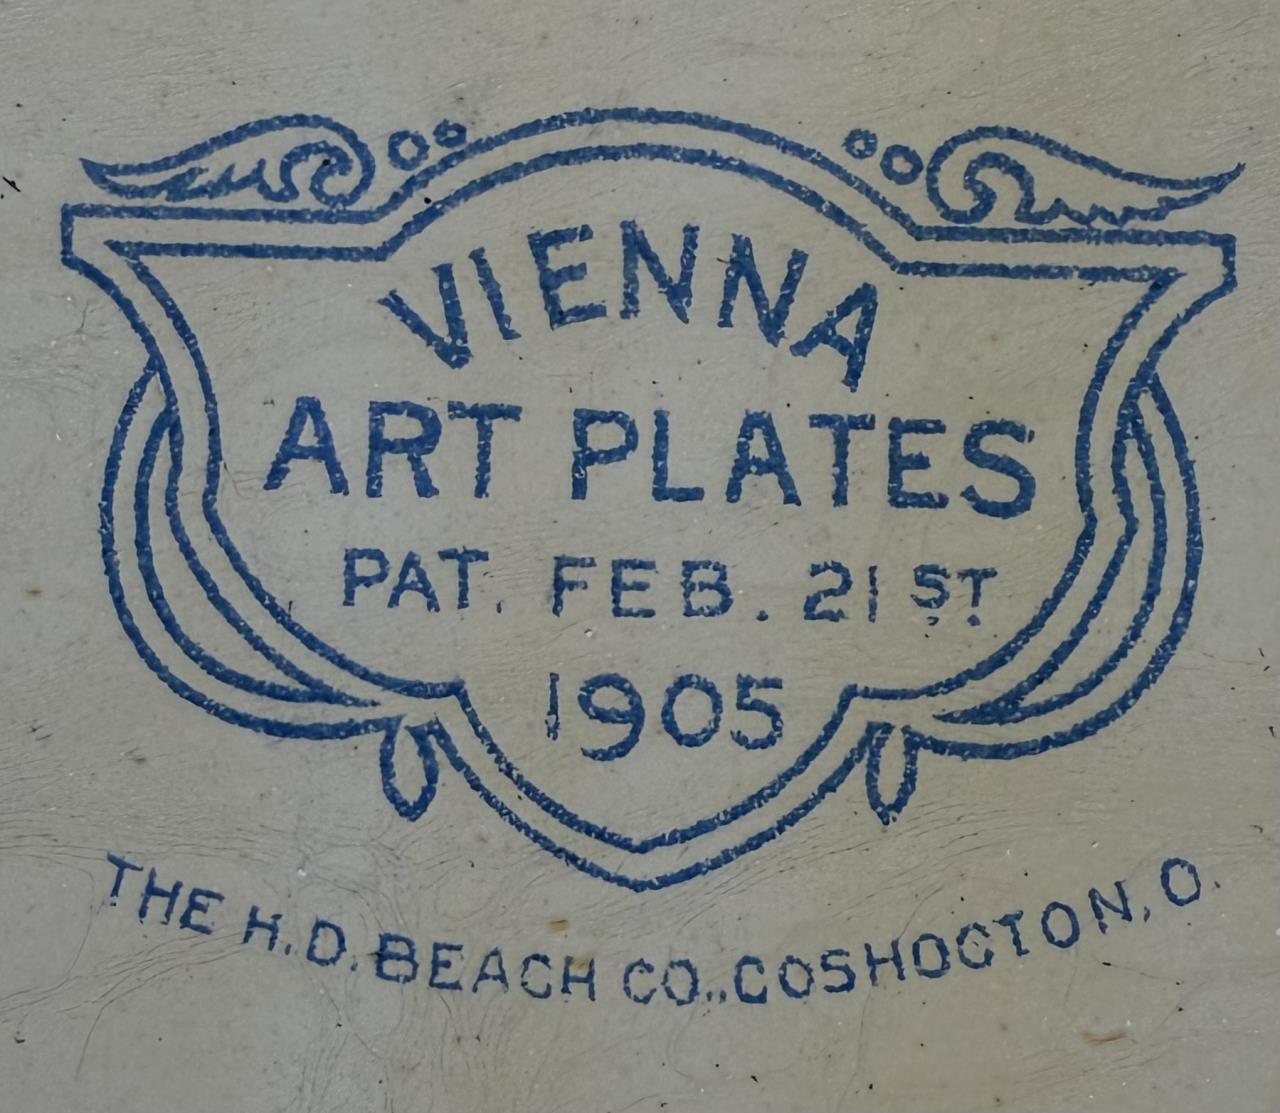 VIENNA
ART PLATES
PAT. FEB. 21ST
1905
THE H.D. BEACH CO., COSHOCTON, O.